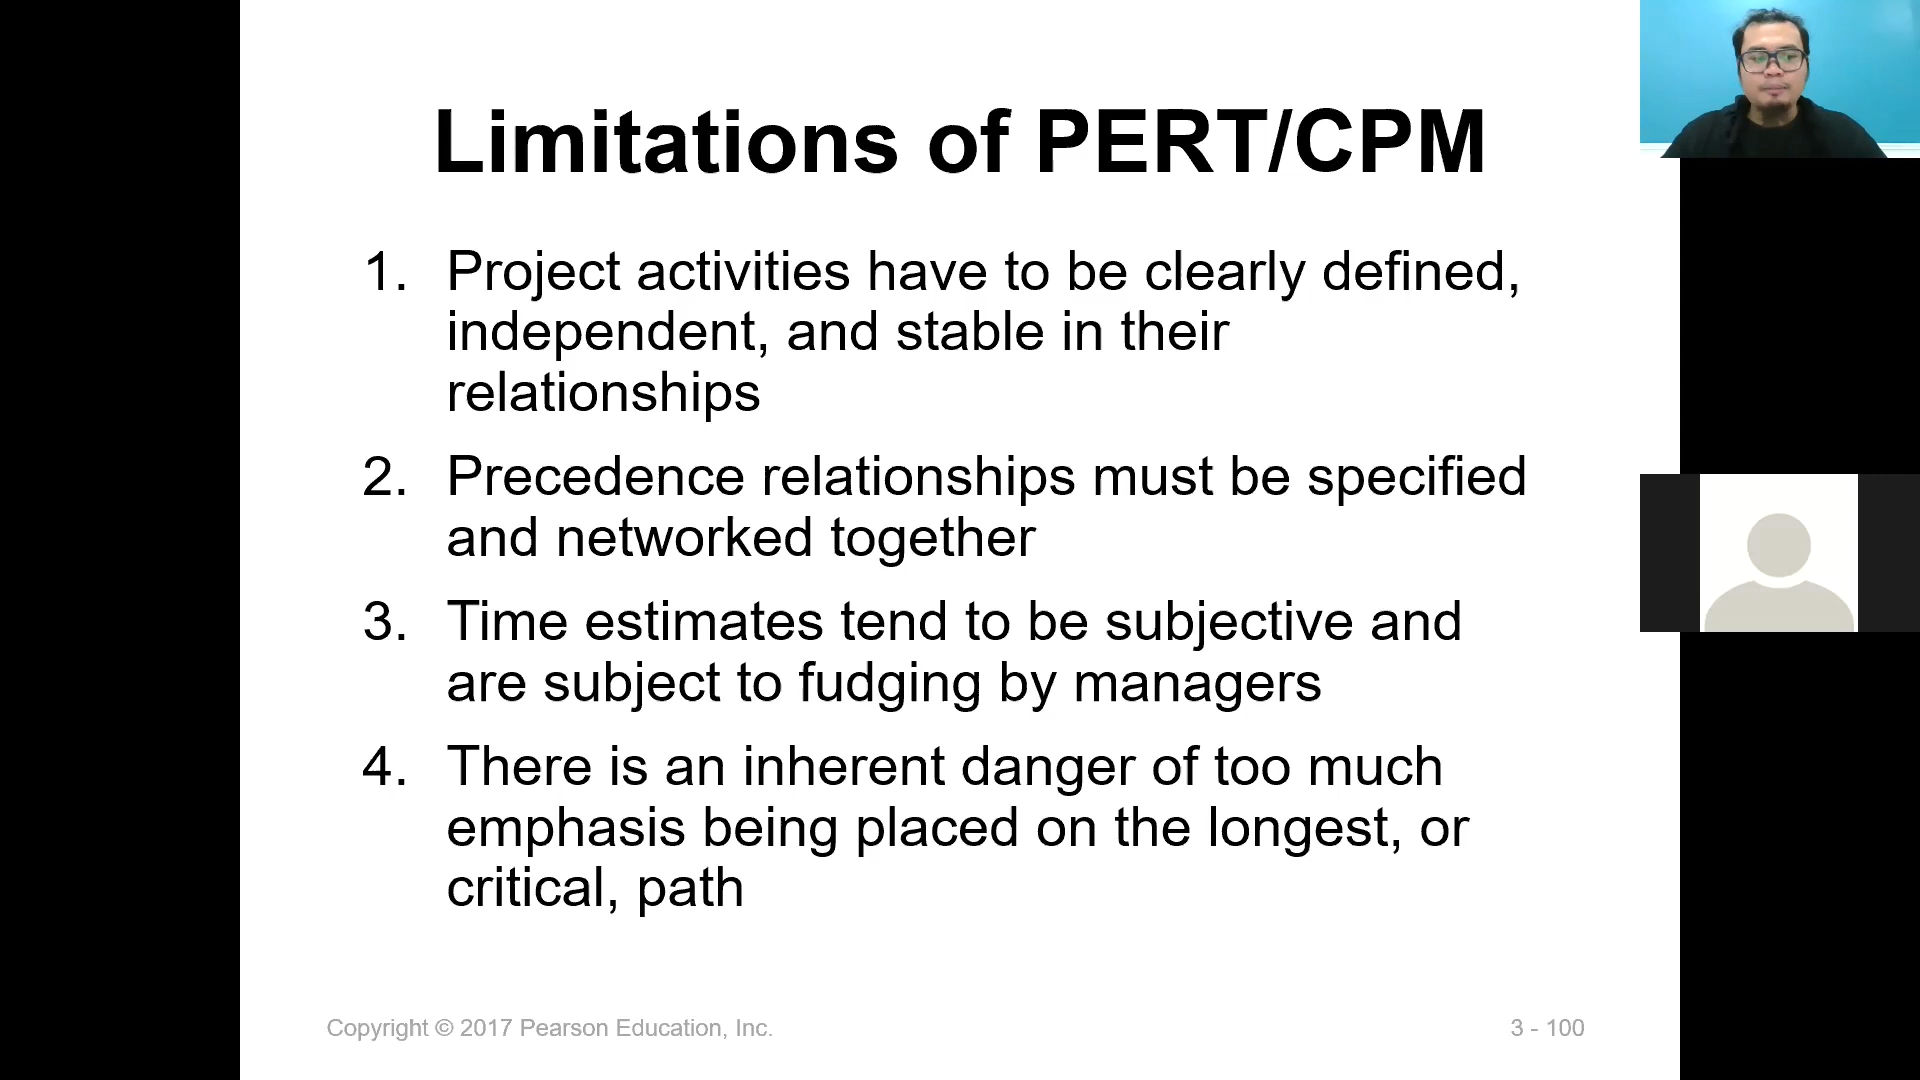 Limitations of PERT/CPM
1. Project activities have to be clearly defined,
independent, and stable in their
relationships
2. Precedence relationships must be specified
and networked together
3. Time estimates tend to be subjective and
are subject to fudging by managers
4. There is an inherent danger of too much
emphasis being placed on the longest, or
critical, path
Copyright © 2017 Pearson Education, Inc.
3 - 100